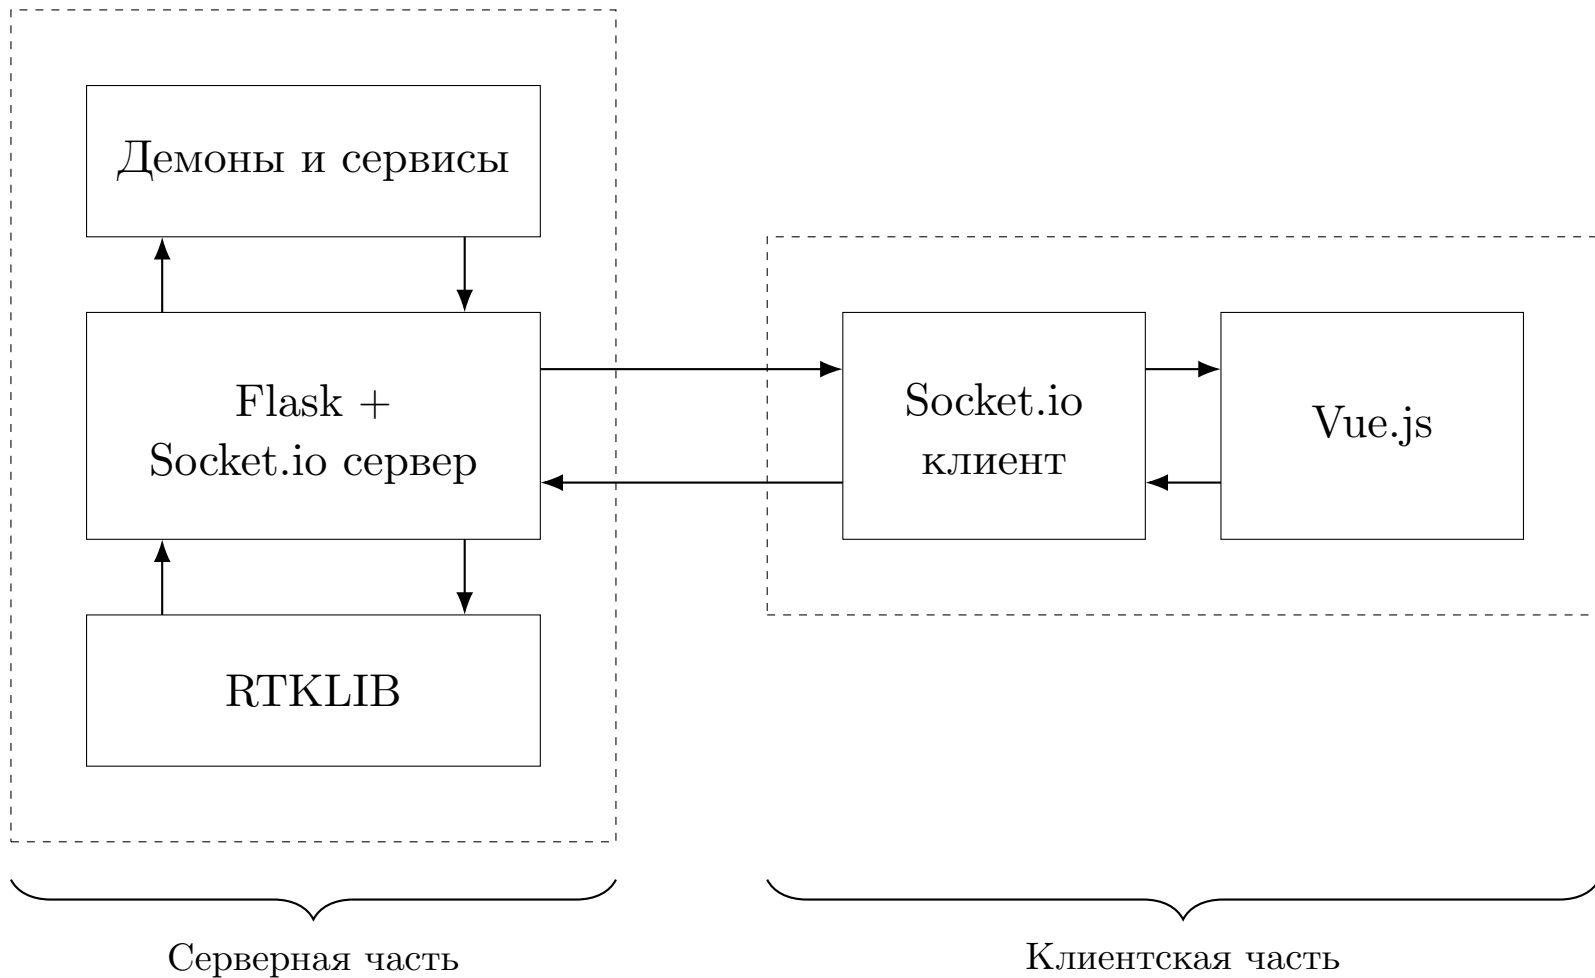 Демоны и сервисы
Flask +
Socket.io сервер
RTKLIB
Socket.io
клиент
Vue.js
Серверная часть
Клиентская часть